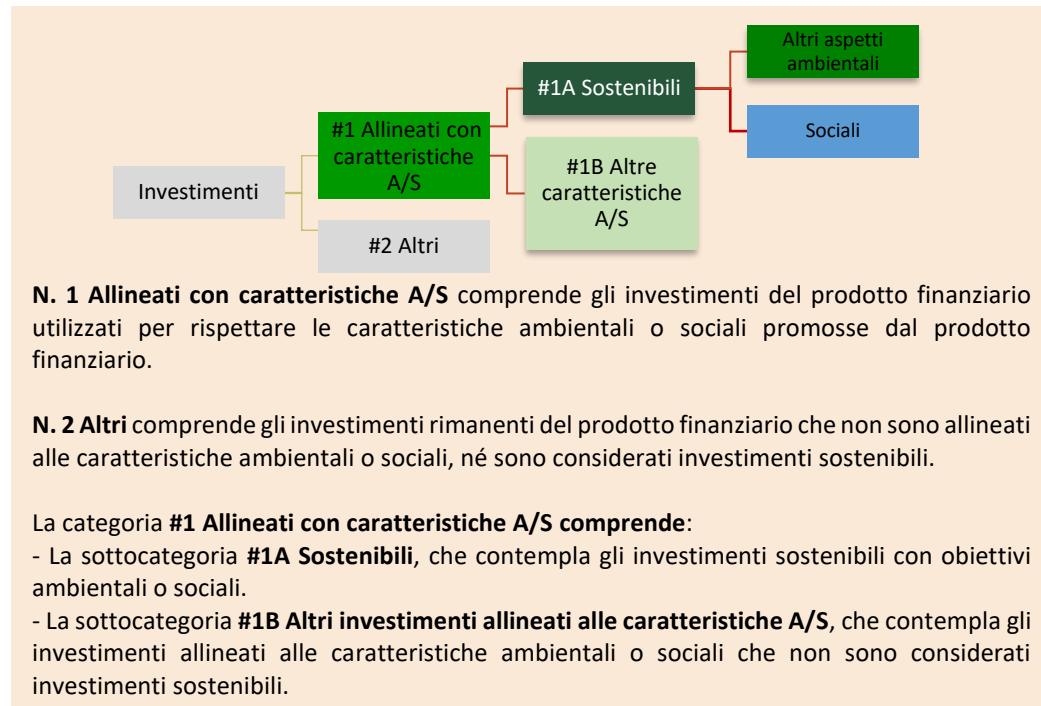 Altri aspetti
ambientali
#1A Sostenibili
Sociali
#1 Allineati con
caratteristiche
A/S
#1B Altre
caratteristiche
A/S
Investimenti
#2 Altri
N. 1 Allineati con caratteristiche A/S comprende gli investimenti del prodotto finanziario
utilizzati per rispettare le caratteristiche ambientali o sociali promosse dal prodotto
finanziario.
N. 2 Altri comprende gli investimenti rimanenti del prodotto finanziario che non sono allineati
alle caratteristiche ambientali o sociali, né sono considerati investimenti sostenibili.
La categoria #1 Allineati con caratteristiche A/S comprende:
- La sottocategoria #1A Sostenibili, che contempla gli investimenti sostenibili con obiettivi
ambientali o sociali.
- La sottocategoria #1B Altri investimenti allineati alle caratteristiche A/S, che contempla gli
investimenti allineati alle caratteristiche ambientali o sociali che non sono considerati
investimenti sostenibili.